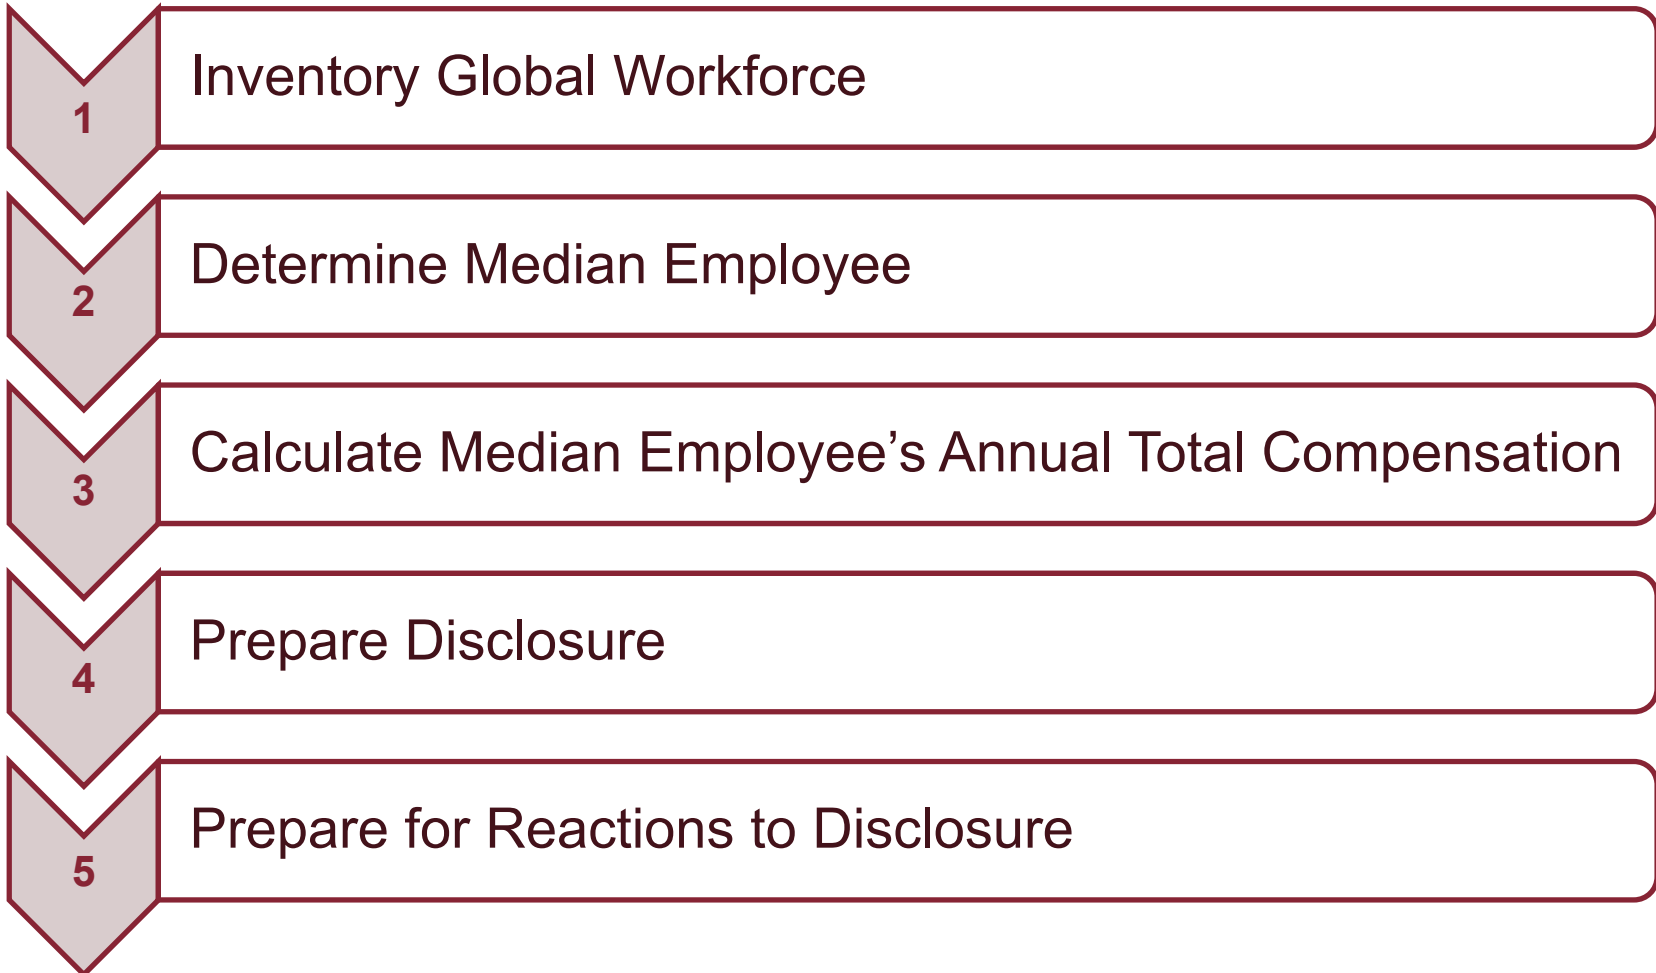 1
Inventory Global Workforce
2
Determine Median Employee
3
Calculate Median Employee’s Annual Total Compensation
4
Prepare Disclosure
5
Prepare for Reactions to Disclosure